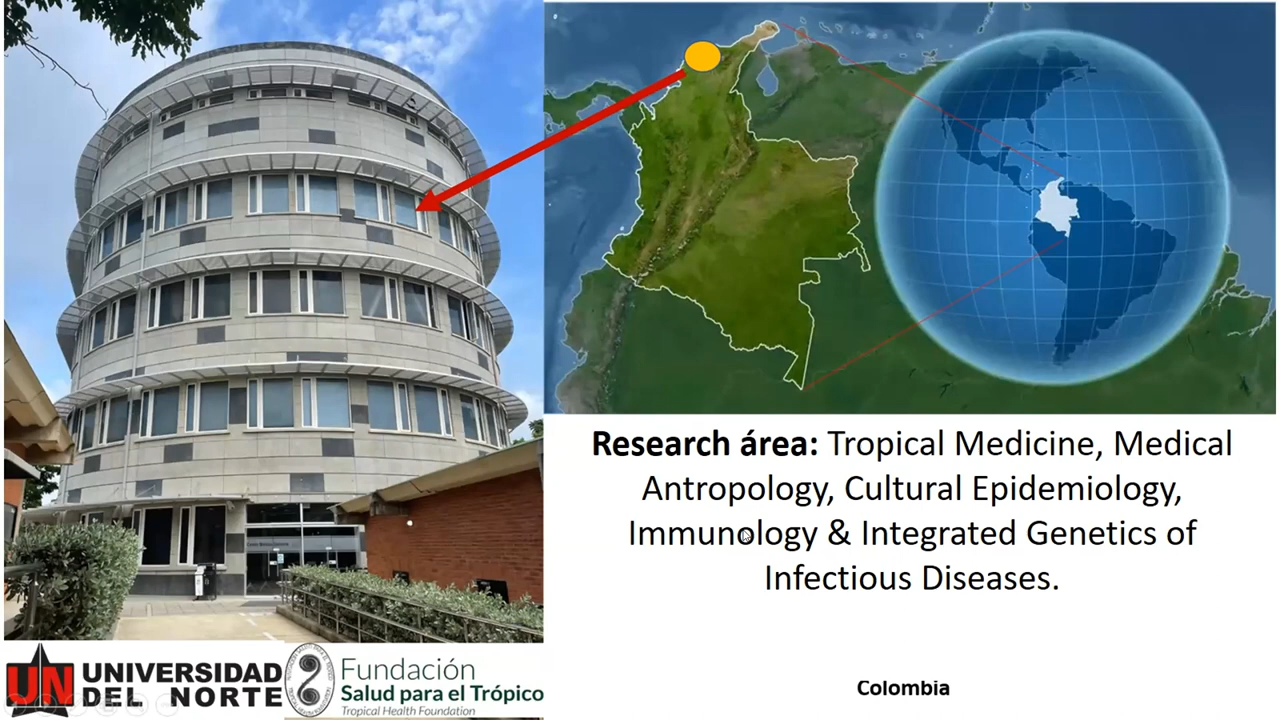 Research área: Tropical Medicine, Medical
Antropology, Cultural Epidemiology,
Immunology & Integrated Genetics of
Infectious Diseases.
UN UNIVERSIDAD
DEL NORTE
Fundación
Salud para el Trópico
Tropical Health Foundation
Colombia